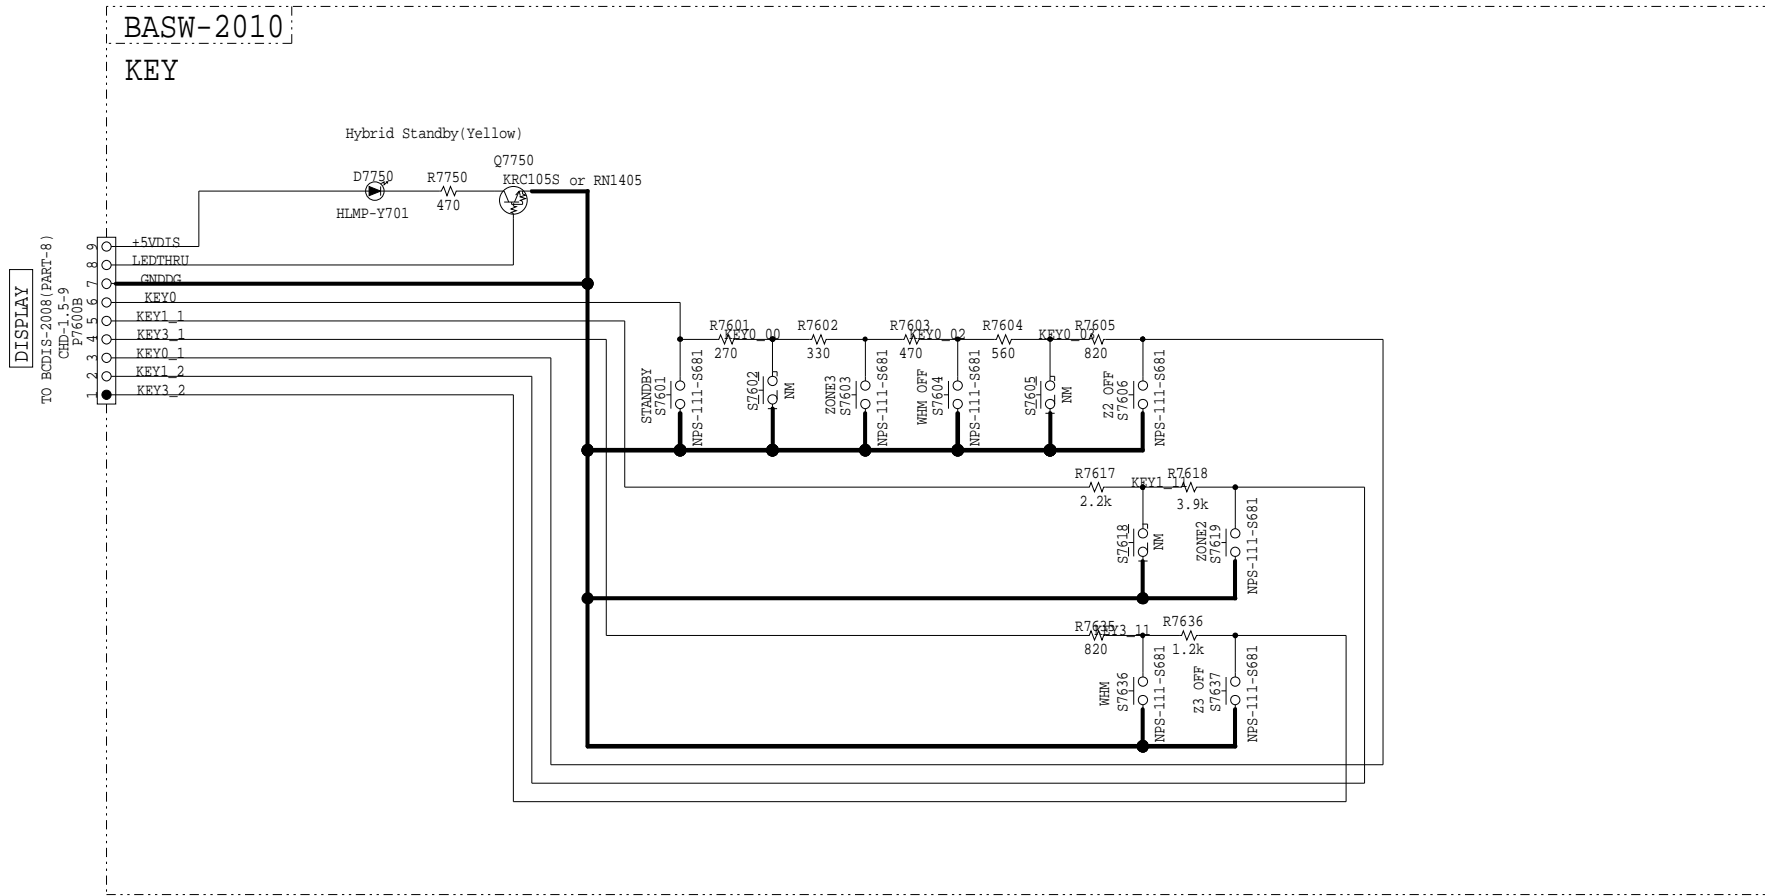 BASW-2010
KEY
Hybrid Standby(Yellow)
Q7750
KRC105S or RN1405
D7750
HLMP-Y701
R7750
470
DISPLAY
TO BCDIS-2008(PART-8)
CHD-1.5-9
P7600B
9 +5VDIS
8 LEDTHRU
7 GNDDG
6 KEY0
5 KEY1_1
4 KEY3_1
3 KEY0_1
2 KEY1_2
1 KEY3_2
R7601
270
KEY0_00
R7602
330
R7603
470
KEY0_02
R7604
560
KEY0_03
R7605
820
STANDBY
S7601
NPS-111-S681
S7602
NM
ZONE3
S7603
NPS-111-S681
WHM OFF
S7604
NPS-111-S681
S7605
NM
Z2 OFF
S7606
NPS-111-S681
R7617
2.2k
KEY1_11
R7618
3.9k
S7618
NM
ZONE2
S7619
NPS-111-S681
R7635
820
KEY3_11
R7636
1.2k
WHM
S7636
NPS-111-S681
Z3 OFF
S7637
NPS-111-S681